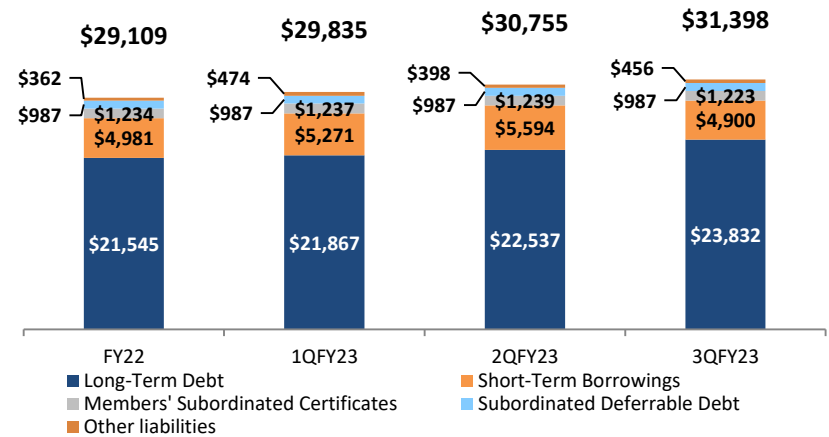 $29,109 $29,835 $30,755 $31,398
$362 $474 $398 $456
$987 $1,234 $987 $1,237 $987 $1,239 $987 $1,223
$4,981 $5,271 $5,594 $4,900
$21,545 $21,867 $22,537 $23,832
FY22 1QFY23 2QFY23 3QFY23
Long-Term Debt Short-Term Borrowings
Members' Subordinated Certificates Subordinated Deferrable Debt
Other liabilities